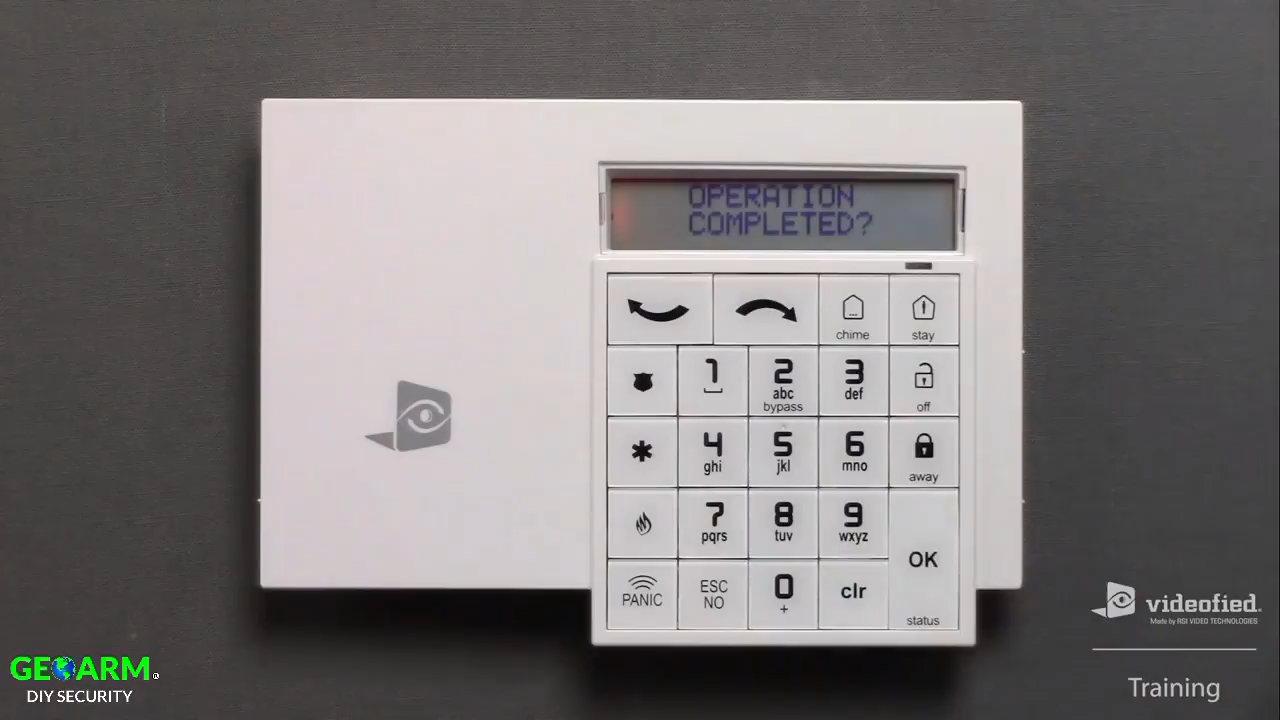 OPERATION
COMPLETED?
chime
stay
1
2
abc
bypass
3
def
off
4
ghi
5
jkl
6
mno
away
7
pqrs
8
tuv
9
wxyz
OK
status
PANIC
ESC
NO
0
+
clr
videofied.
Made by RSI VIDEO TECHNOLOGIES
Training
GEOARM®
DIY SECURITY